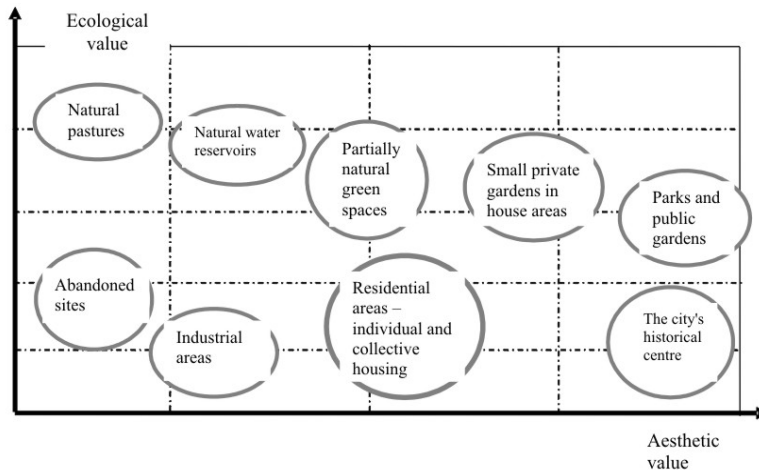 Ecological
value
Natural
pastures
Natural water
reservoirs
Partially
natural
green
spaces
Small private
gardens in
house areas
Parks and
public
gardens
Abandoned
sites
Industrial
areas
Residential
areas –
individual and
collective
housing
The city's
historical
centre
Aesthetic
value